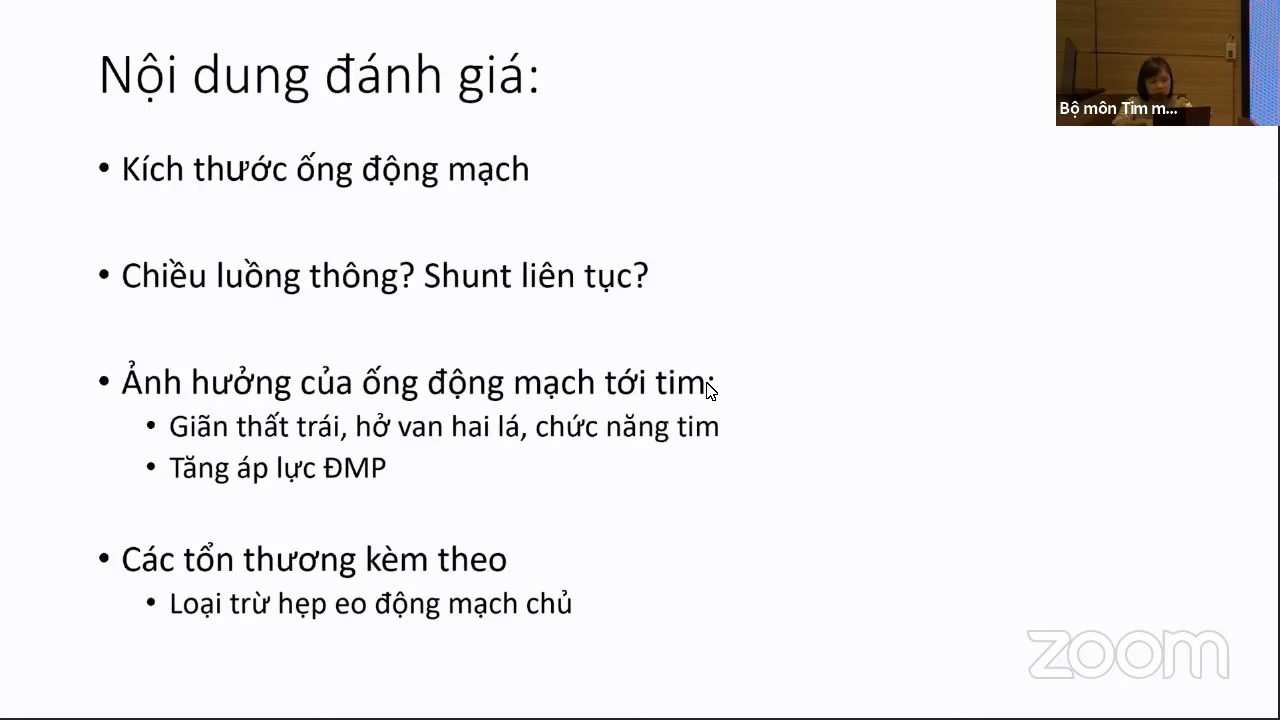 Nội dung đánh giá:
Bộ môn Tim m...
• Kích thước ống động mạch
• Chiều luồng thông? Shunt liên tục?
• Ảnh hưởng của ống động mạch tới tim:
• Giãn thất trái, hở van hai lá, chức năng tim
• Tăng áp lực ĐMP
• Các tổn thương kèm theo
• Loại trừ hẹp eo động mạch chủ
zoom